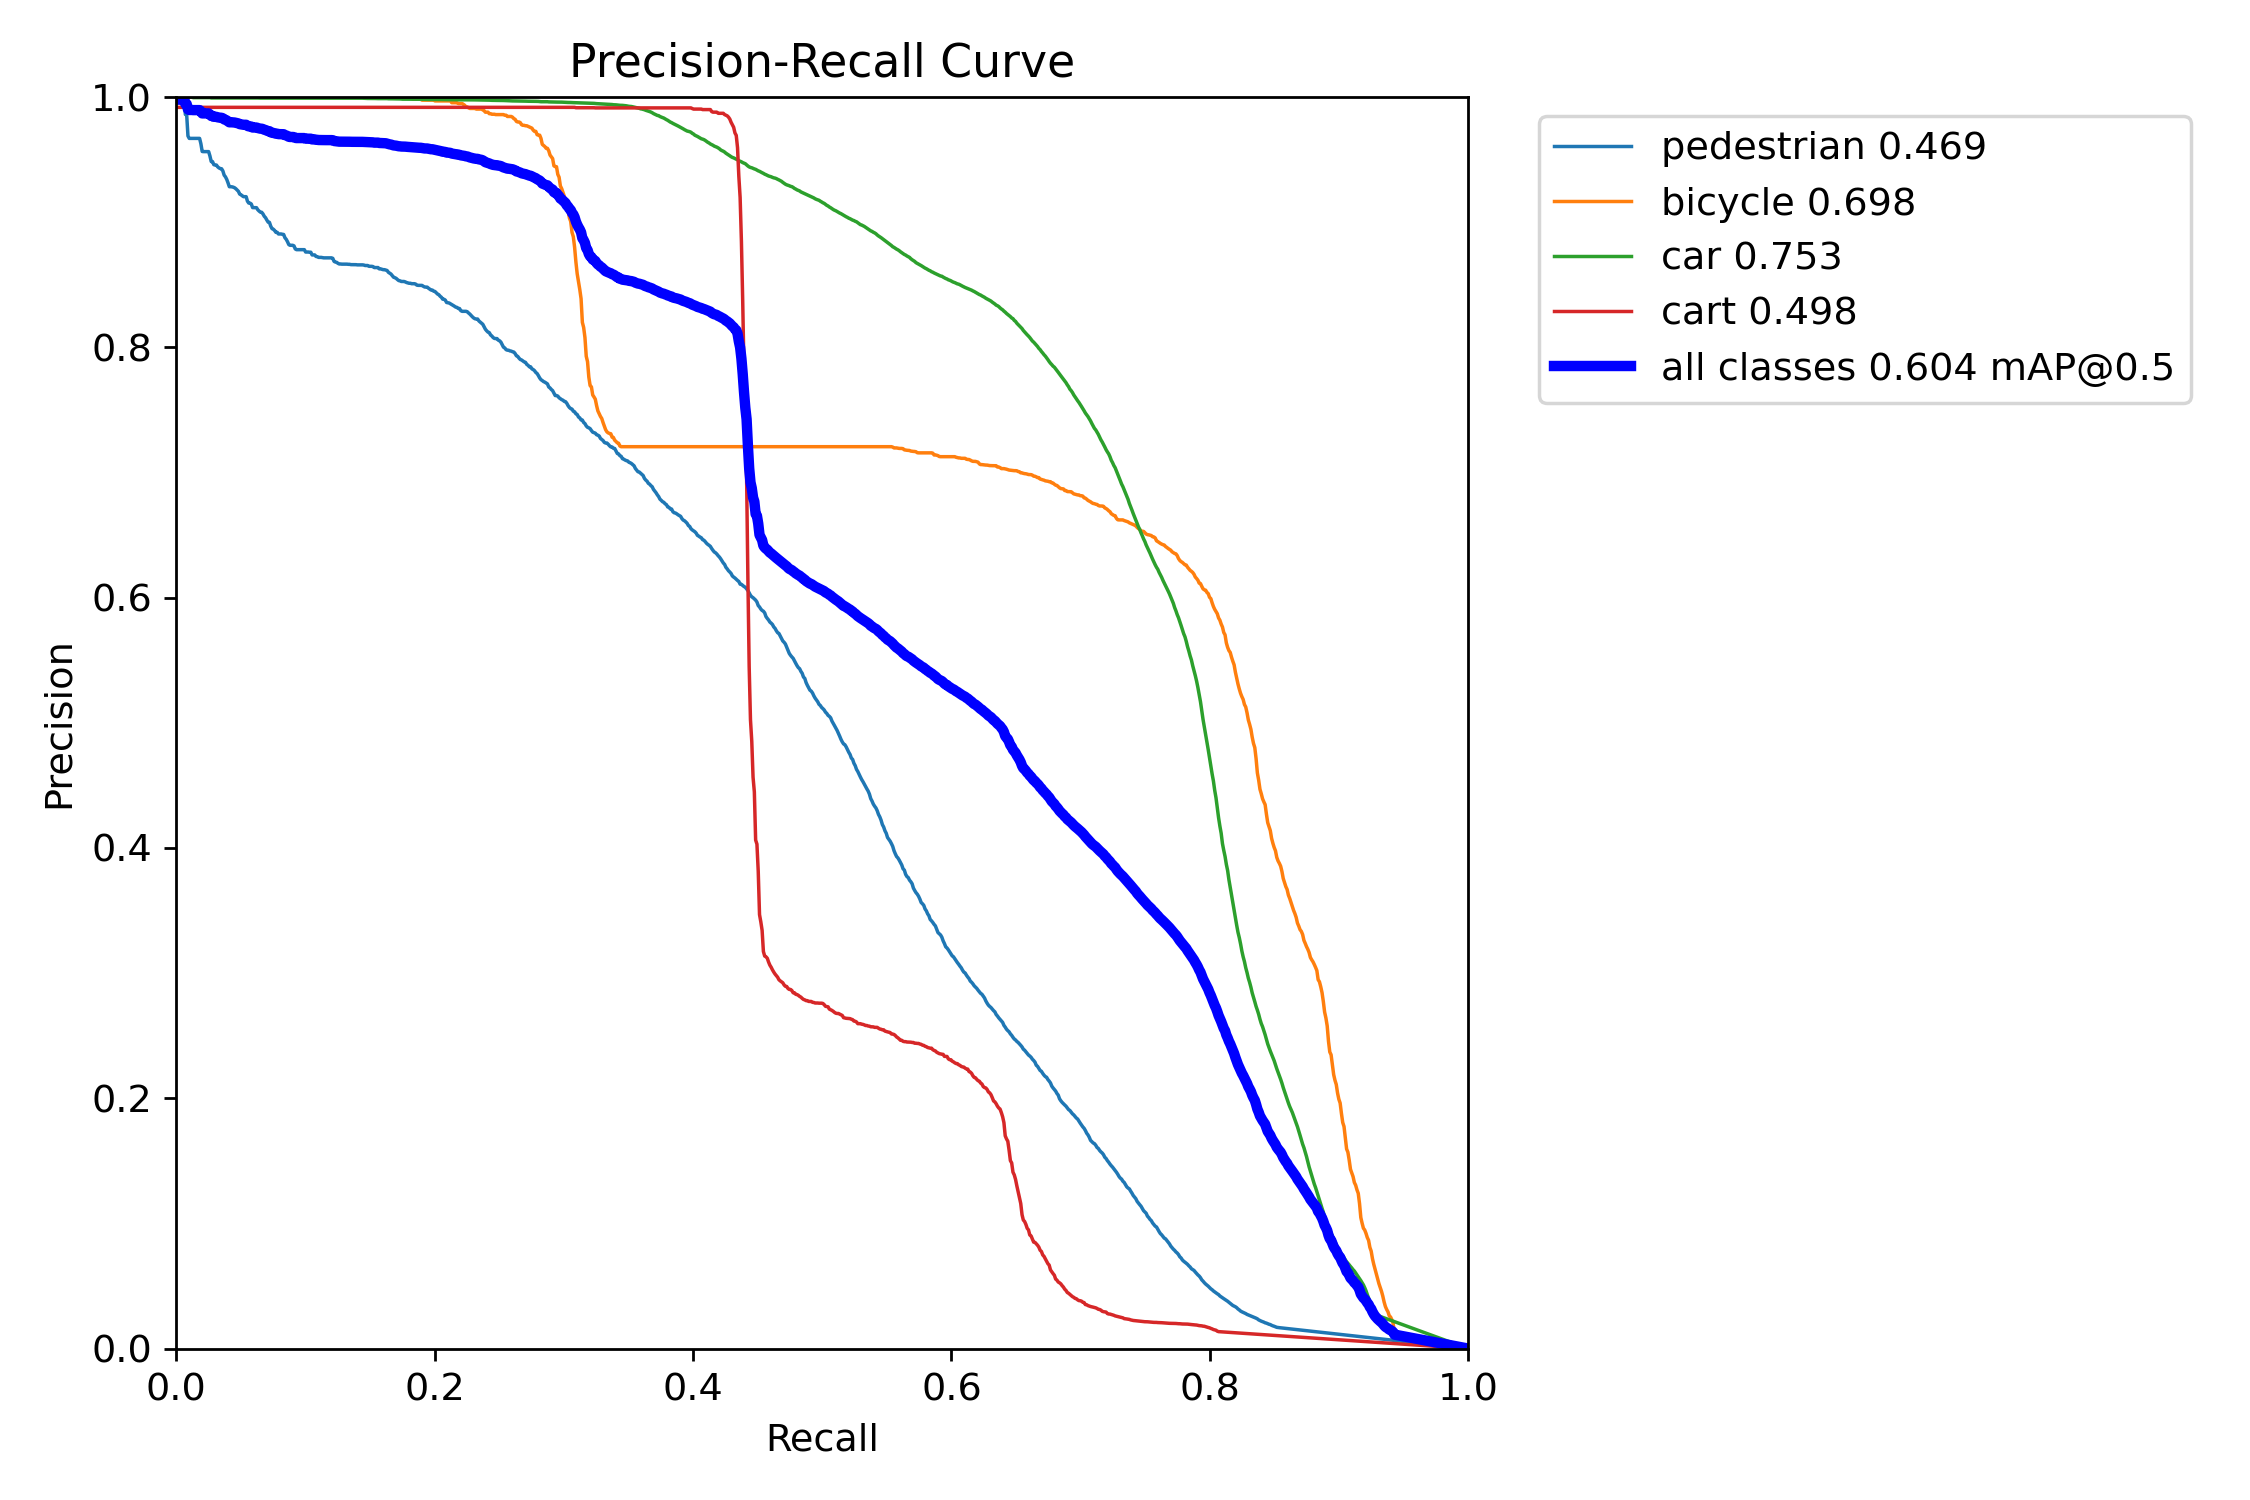 Precision-Recall Curve
1.0
0.8
0.6
0.4
0.2
0.0
Precision
0.0 0.2 0.4 0.6 0.8 1.0
Recall
pedestrian 0.469
bicycle 0.698
car 0.753
cart 0.498
all classes 0.604 mAP@0.5